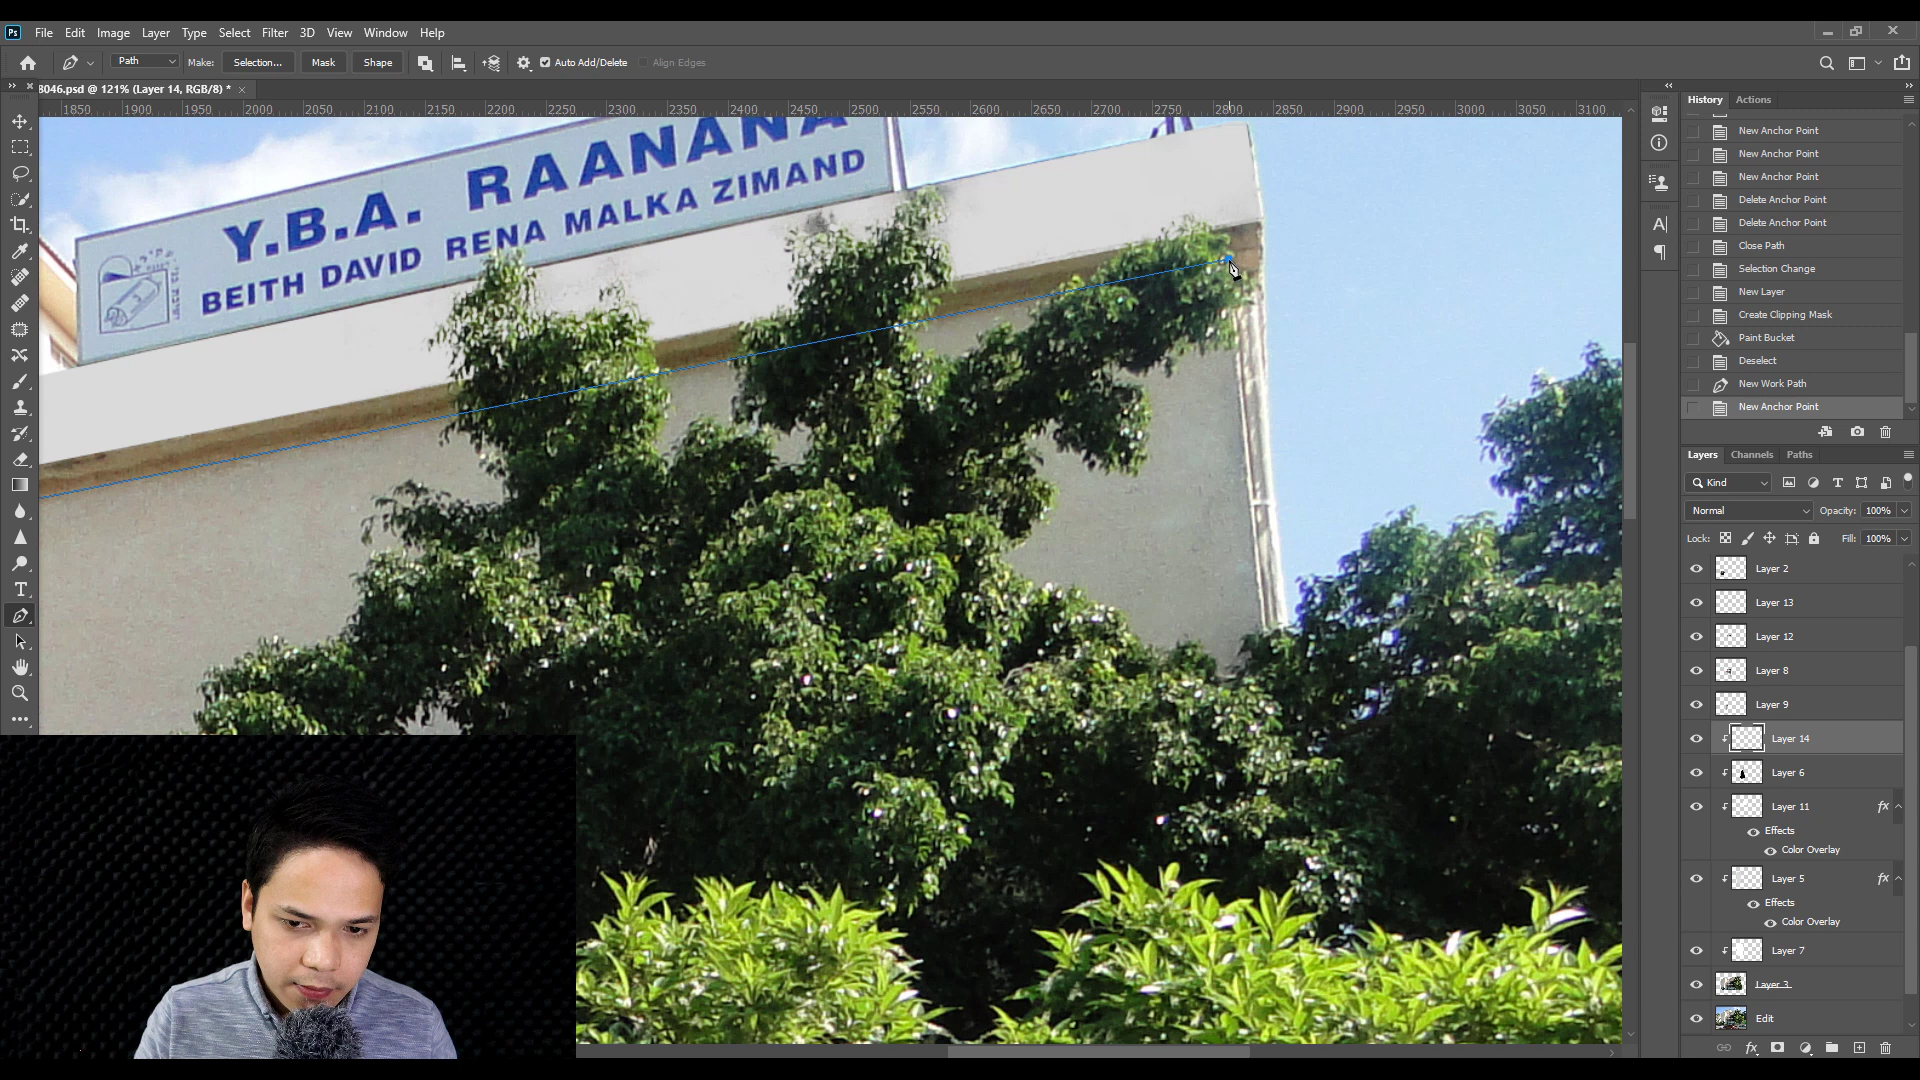 Ps File Edit Image Layer Type Select Filter 3D View Window Help
Path Make: Selection... Mask Shape Auto Add/Delete Align Edges
8046.psd @ 121% (Layer 14, RGB/8) *
1850 1900 1950 2000 2050 2100 2150 2200 2250 2300 2350 2400 2450 2500 2550 2600 2650 2700 2750 2800 2850 2900 2950 3000 3050 3100
Y.B.A. RAANANA
BEITH DAVID RENA MALKA ZIMAND
History Actions
New Anchor Point
New Anchor Point
New Anchor Point
Delete Anchor Point
Delete Anchor Point
Close Path
Selection Change
New Layer
Create Clipping Mask
Paint Bucket
Deselect
New Work Path
New Anchor Point
Layers Channels Paths
Kind
Normal Opacity: 100%
Lock: Fill: 100%
Layer 2
Layer 13
Layer 12
Layer 8
Layer 9
Layer 14
Layer 6
Layer 11 fx
Effects
Color Overlay
Layer 5 fx
Effects
Color Overlay
Layer 7
Layer 3
Edit
fx